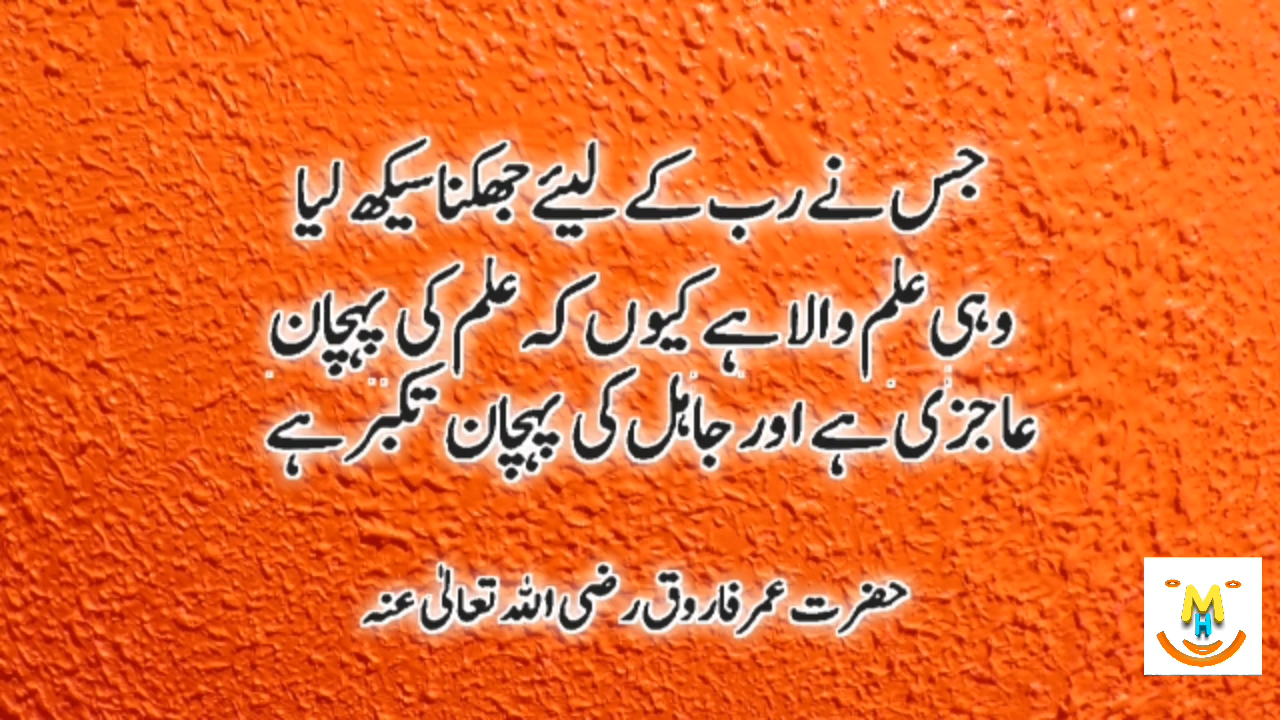 جس نے رب کے لیئے جھکنا سیکھ لیا
وہی علم والا ہے کیوں کہ علم کی پہچان
عاجزی ہے اور جاہل کی پہچان تکبر ہے
حضرت عمر فاروق رضی اللہ تعالیٰ عنہ
M
H